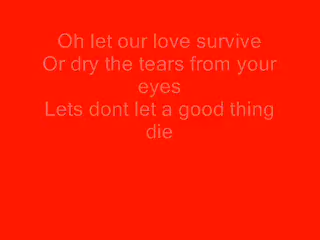 Oh let our love survive
Or dry the tears from your
eyes
Lets dont let a good thing
die